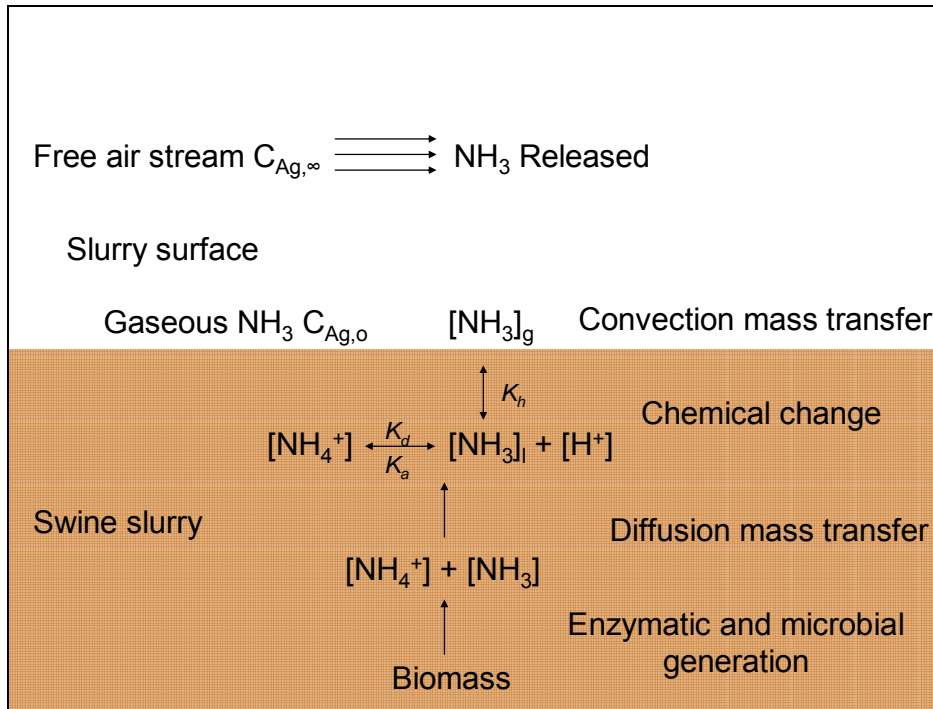 Free air stream C_Ag,∞ NH₃ Released
Slurry surface
Gaseous NH₃ C_Ag,o [NH₃]g Convection mass transfer
K_h
Chemical change
[NH₄⁺] K_d [NH₃]l + [H⁺]
K_a
Swine slurry
Diffusion mass transfer
[NH₄⁺] + [NH₃]
Enzymatic and microbial
generation
Biomass